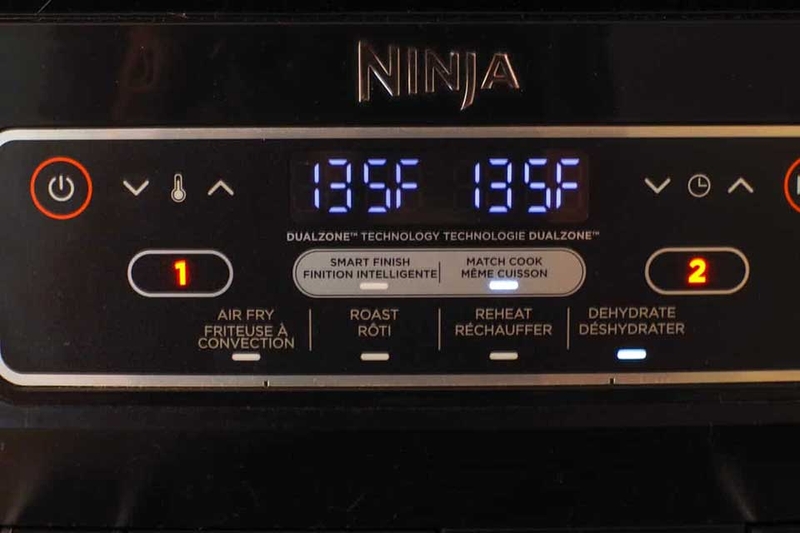 NINJA
135F 135F
DUALZONE™ TECHNOLOGY TECHNOLOGIE DUALZONE™
1
SMART FINISH
FINITION INTELLIGENTE
MATCH COOK
MÊME CUISSON
2
AIR FRY
FRITEUSE À
CONVECTION
ROAST
RÔTI
REHEAT
RÉCHAUFFER
DEHYDRATE
DÉSHYDRATER